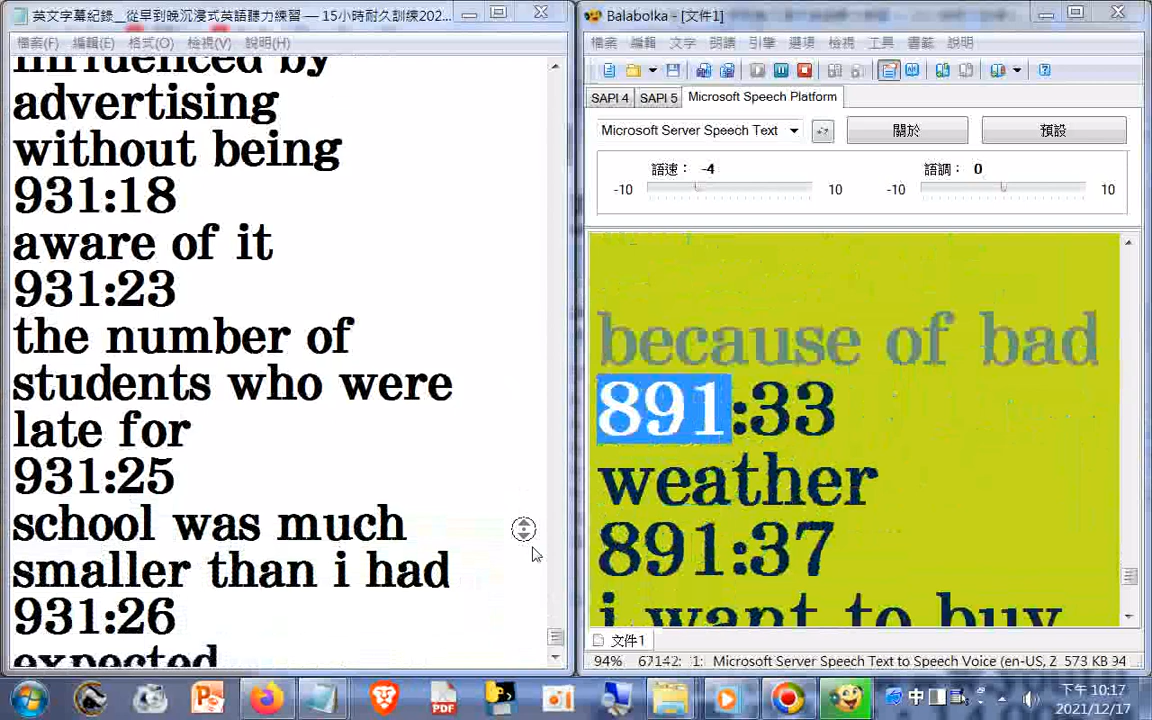 英文字幕紀錄__從早到晚沉浸式英語聽力練習 — 15小時耐久訓練202...
檔案(F) 編輯(E) 格式(O) 檢視(V) 說明(H)
influenced by
advertising
without being
931:18
aware of it
931:23
the number of
students who were
late for
931:25
school was much
smaller than i had
931:26
expected
Balabolka - [文件1]
檔案 編輯 文字 朗讀 引擎 選項 檢視 工具 書籤 說明
SAPI 4 SAPI 5 Microsoft Speech Platform
Microsoft Server Speech Text 關於 預設
語速： -4 語調： 0
-10 10 -10 10
because of bad
891:33
weather
891:37
i want to buy
文件1
94% 67142: 1: Microsoft Server Speech Text to Speech Voice (en-US, Z 573 KB 94
PDF 中 下午 10:17
2021/12/17